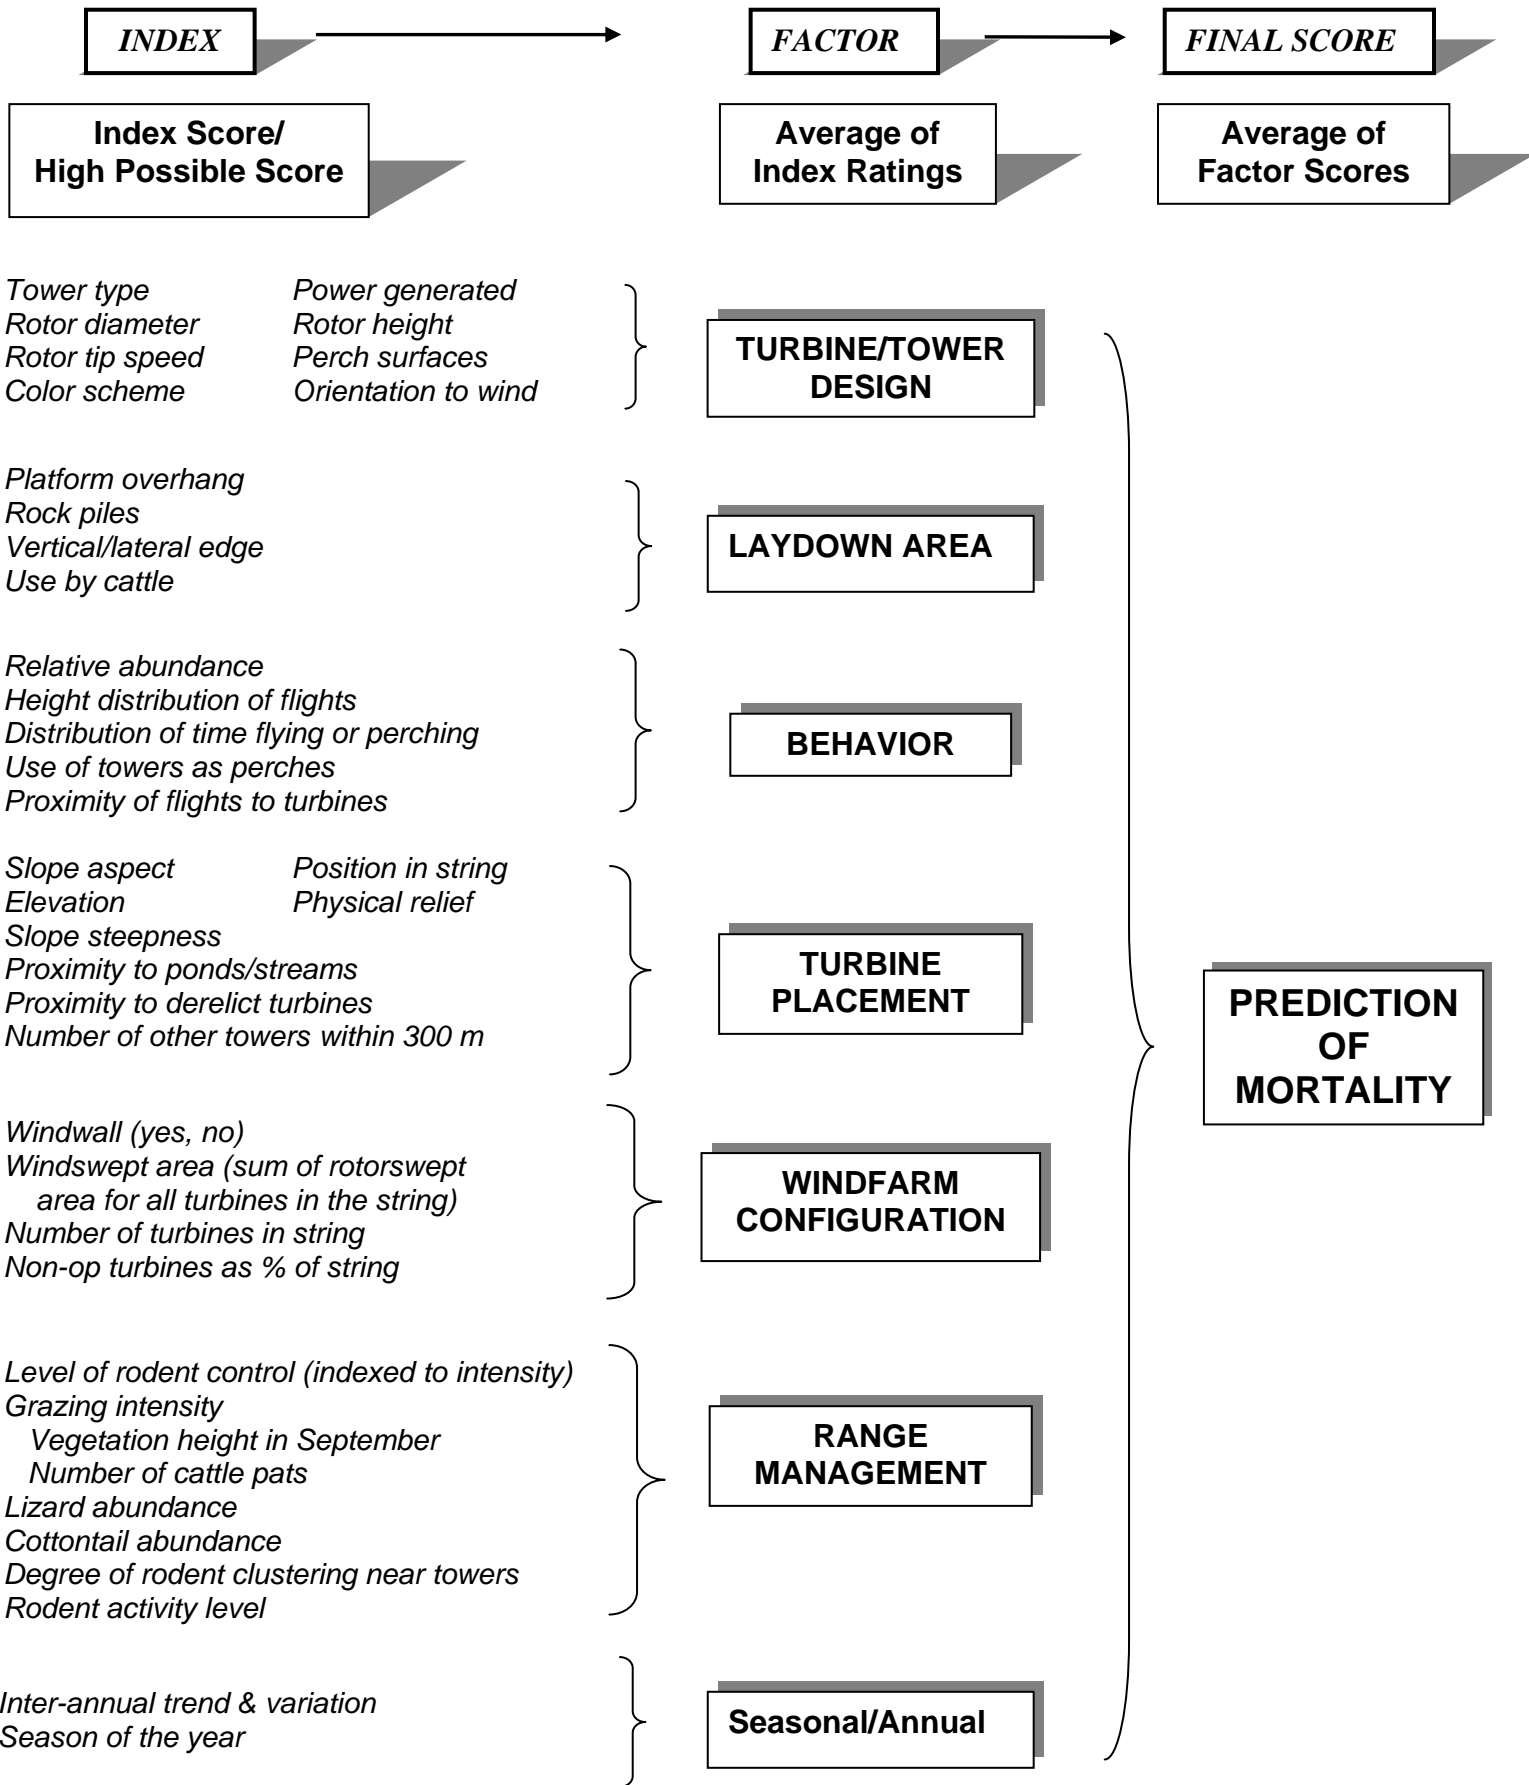 INDEX
FACTOR
FINAL SCORE
Index Score/
High Possible Score
Average of
Index Ratings
Average of
Factor Scores
Tower type
Rotor diameter
Rotor tip speed
Color scheme
Power generated
Rotor height
Perch surfaces
Orientation to wind
TURBINE/TOWER
DESIGN
Platform overhang
Rock piles
Vertical/lateral edge
Use by cattle
LAYDOWN AREA
Relative abundance
Height distribution of flights
Distribution of time flying or perching
Use of towers as perches
Proximity of flights to turbines
BEHAVIOR
Slope aspect
Elevation
Slope steepness
Proximity to ponds/streams
Proximity to derelict turbines
Number of other towers within 300 m
Position in string
Physical relief
TURBINE
PLACEMENT
Windwall (yes, no)
Windswept area (sum of rotorswept
area for all turbines in the string)
Number of turbines in string
Non-op turbines as % of string
WINDFARM
CONFIGURATION
Level of rodent control (indexed to intensity)
Grazing intensity
Vegetation height in September
Number of cattle pats
Lizard abundance
Cottontail abundance
Degree of rodent clustering near towers
Rodent activity level
RANGE
MANAGEMENT
Inter-annual trend & variation
Season of the year
Seasonal/Annual
PREDICTION
OF
MORTALITY